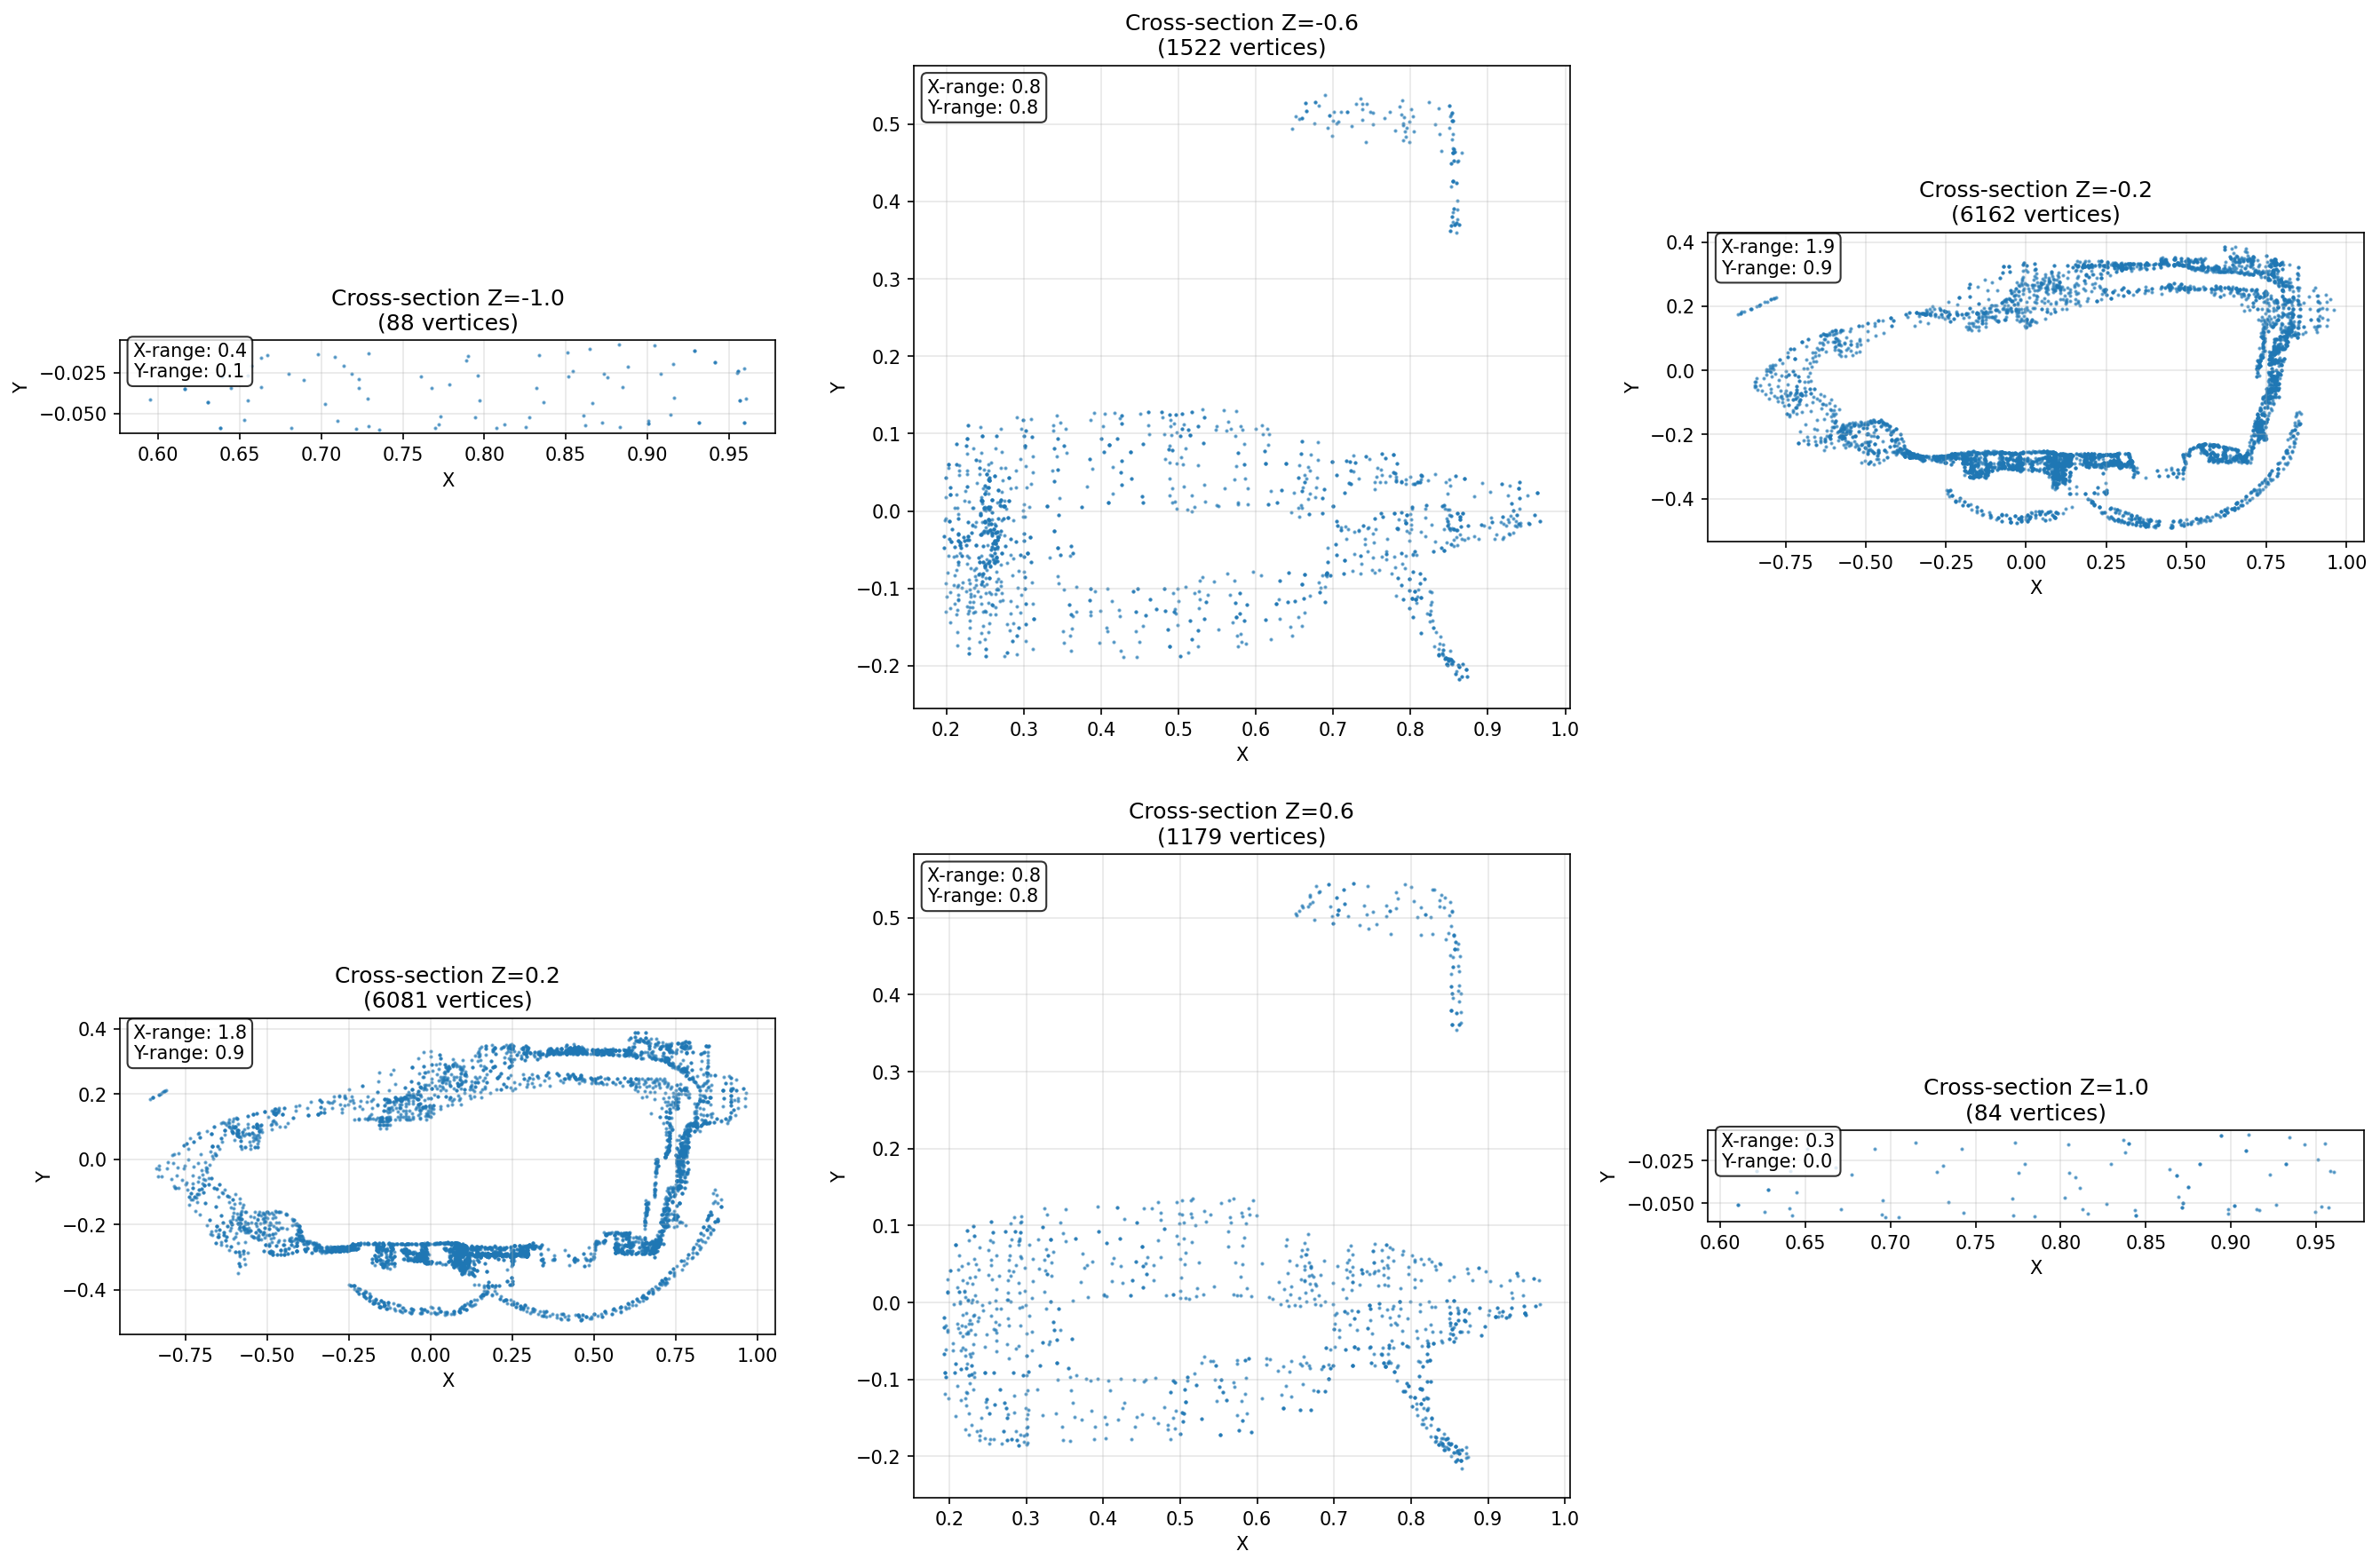 Cross-section Z=-1.0
(88 vertices)
X-range: 0.4
Y-range: 0.1
−0.025
−0.050
Y
0.60 0.65 0.70 0.75 0.80 0.85 0.90 0.95
X
Cross-section Z=-0.6
(1522 vertices)
X-range: 0.8
Y-range: 0.8
0.5
0.4
0.3
0.2
0.1
0.0
−0.1
−0.2
Y
0.2 0.3 0.4 0.5 0.6 0.7 0.8 0.9 1.0
X
Cross-section Z=-0.2
(6162 vertices)
X-range: 1.9
Y-range: 0.9
0.4
0.2
0.0
−0.2
−0.4
Y
−0.75 −0.50 −0.25 0.00 0.25 0.50 0.75 1.00
X
Cross-section Z=0.2
(6081 vertices)
X-range: 1.8
Y-range: 0.9
0.4
0.2
0.0
−0.2
−0.4
Y
−0.75 −0.50 −0.25 0.00 0.25 0.50 0.75 1.00
X
Cross-section Z=0.6
(1179 vertices)
X-range: 0.8
Y-range: 0.8
0.5
0.4
0.3
0.2
0.1
0.0
−0.1
−0.2
Y
0.2 0.3 0.4 0.5 0.6 0.7 0.8 0.9 1.0
X
Cross-section Z=1.0
(84 vertices)
X-range: 0.3
Y-range: 0.0
−0.025
−0.050
Y
0.60 0.65 0.70 0.75 0.80 0.85 0.90 0.95
X